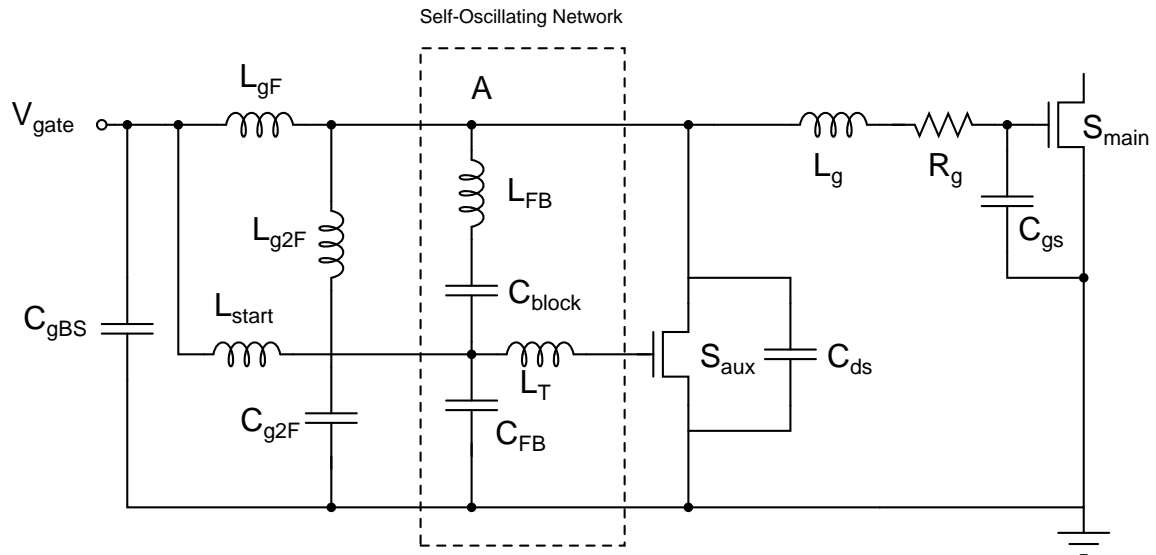 Self-Oscillating Network
A
L_gF
V_gate
L_g
R_g
S_main
L_FB
L_g2F
C_gs
C_block
L_start
C_gBS
L_T
S_aux
C_ds
C_g2F
C_FB